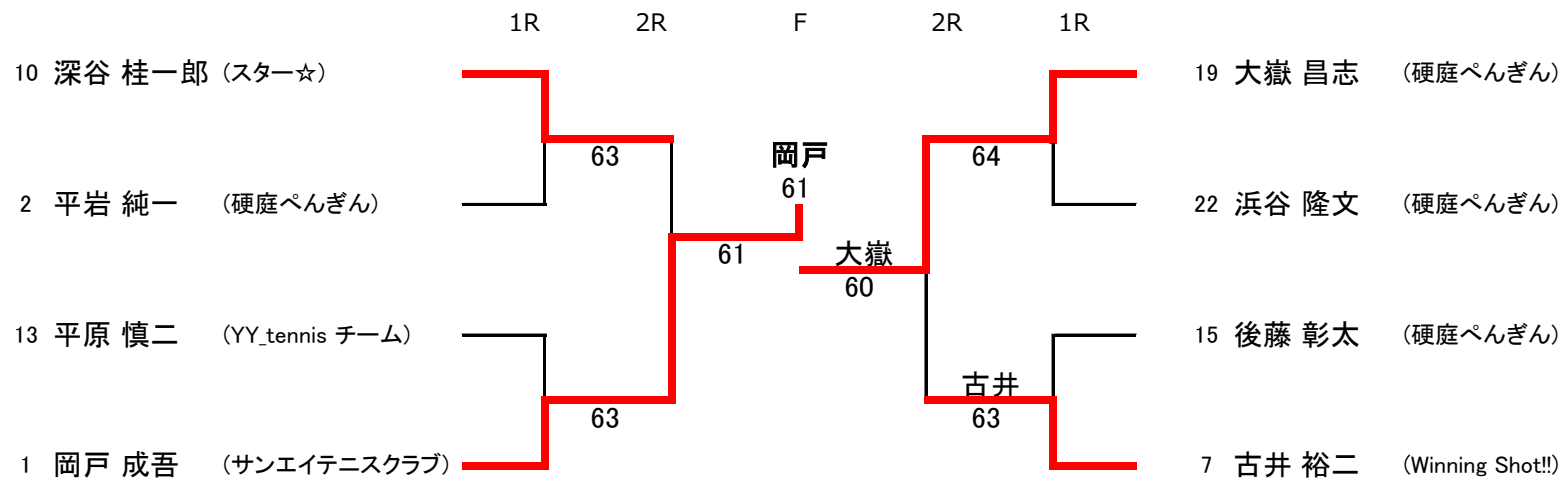 1R 2R F 2R 1R
10 深谷 桂一郎 (スター☆)
19 大嶽 昌志 (硬庭ぺんぎん)
63
岡戸
64
61
2 平岩 純一 (硬庭ぺんぎん)
22 浜谷 隆文 (硬庭ぺんぎん)
61
大嶽
60
13 平原 慎二 (YY_tennis チーム)
15 後藤 彰太 (硬庭ぺんぎん)
古井
63
63
1 岡戸 成吾 (サンエイテニスクラブ)
7 古井 裕二 (Winning Shot!!)